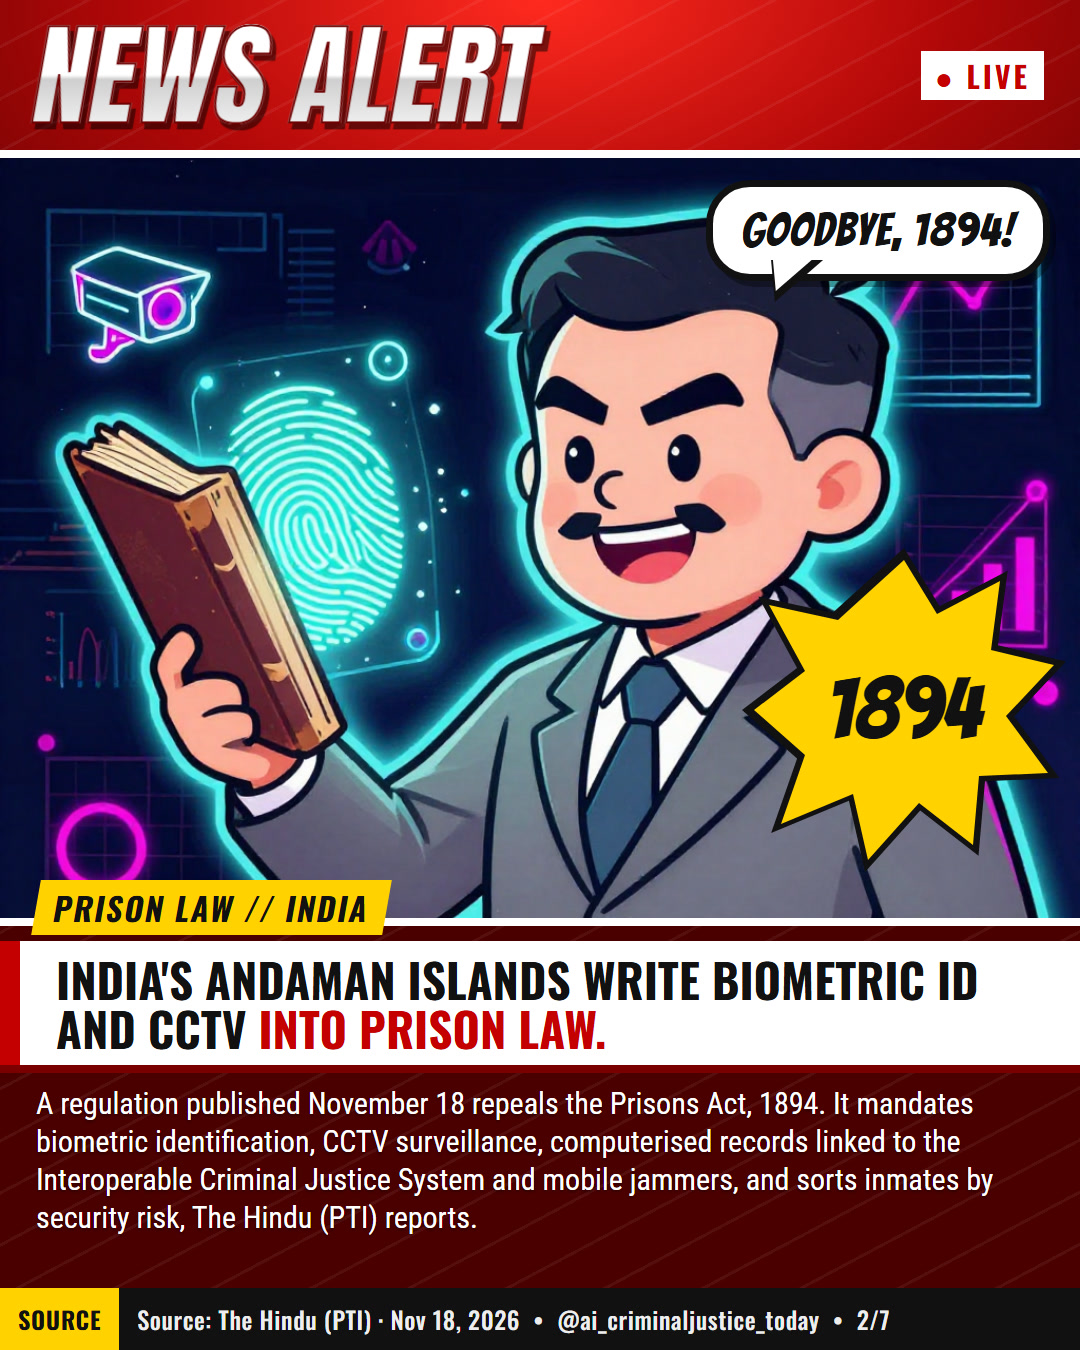 NEWS ALERT
● LIVE
GOODBYE, 1894!
1894
PRISON LAW // INDIA
INDIA'S ANDAMAN ISLANDS WRITE BIOMETRIC ID
AND CCTV INTO PRISON LAW.
A regulation published November 18 repeals the Prisons Act, 1894. It mandates
biometric identification, CCTV surveillance, computerised records linked to the
Interoperable Criminal Justice System and mobile jammers, and sorts inmates by
security risk, The Hindu (PTI) reports.
SOURCE
Source: The Hindu (PTI) · Nov 18, 2026 • @ai_criminaljustice_today • 2/7